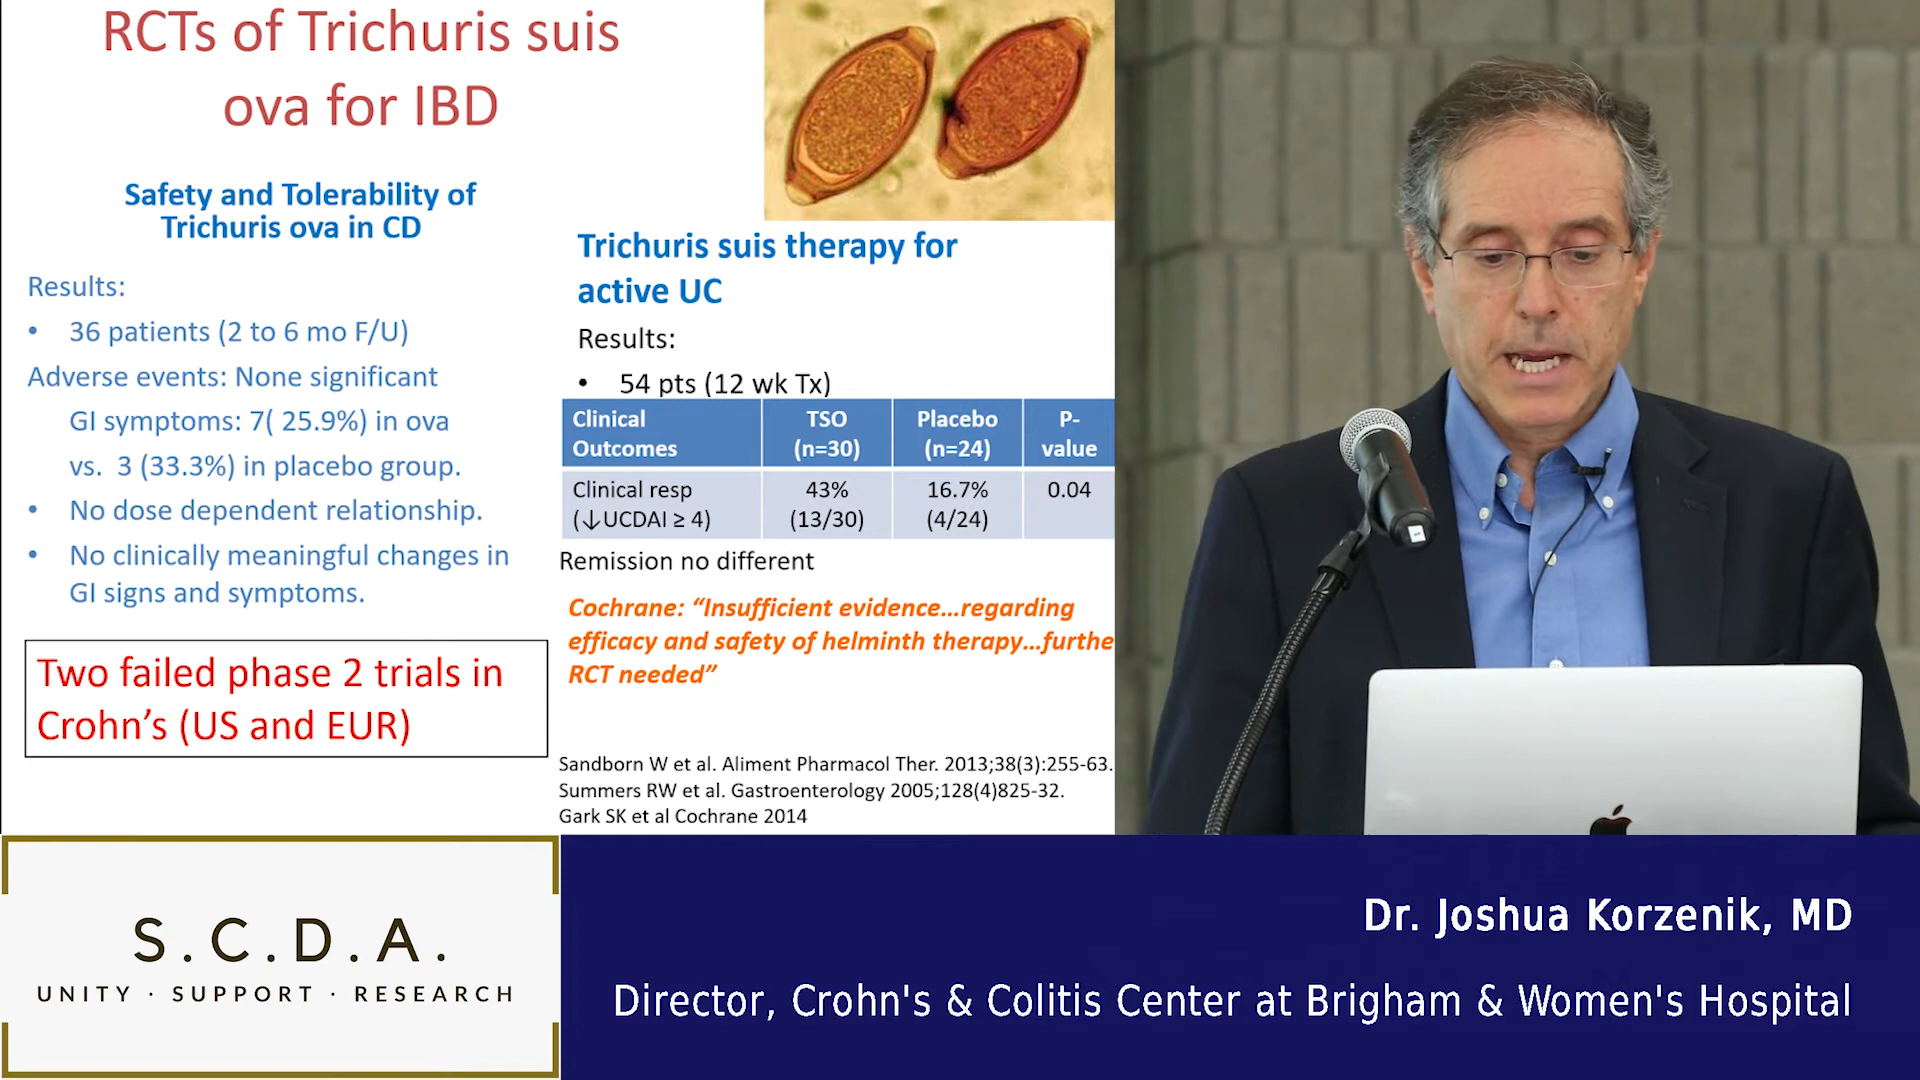 RCTs of Trichuris suis
ova for IBD
Safety and Tolerability of
Trichuris ova in CD
Results:
• 36 patients (2 to 6 mo F/U)
Adverse events: None significant
GI symptoms: 7( 25.9%) in ova
vs. 3 (33.3%) in placebo group.
• No dose dependent relationship.
• No clinically meaningful changes in
GI signs and symptoms.
Two failed phase 2 trials in
Crohn’s (US and EUR)
Trichuris suis therapy for
active UC
Results:
• 54 pts (12 wk Tx)
Clinical Outcomes TSO (n=30) Placebo (n=24) P-value
Clinical resp (↓UCDAI ≥ 4) 43% (13/30) 16.7% (4/24) 0.04
Remission no different
Cochrane: “Insufficient evidence…regarding
efficacy and safety of helminth therapy…furthe
RCT needed”
Sandborn W et al. Aliment Pharmacol Ther. 2013;38(3):255-63.
Summers RW et al. Gastroenterology 2005;128(4)825-32.
Gark SK et al Cochrane 2014
S.C.D.A.
UNITY · SUPPORT · RESEARCH
Dr. Joshua Korzenik, MD
Director, Crohn's & Colitis Center at Brigham & Women's Hospital